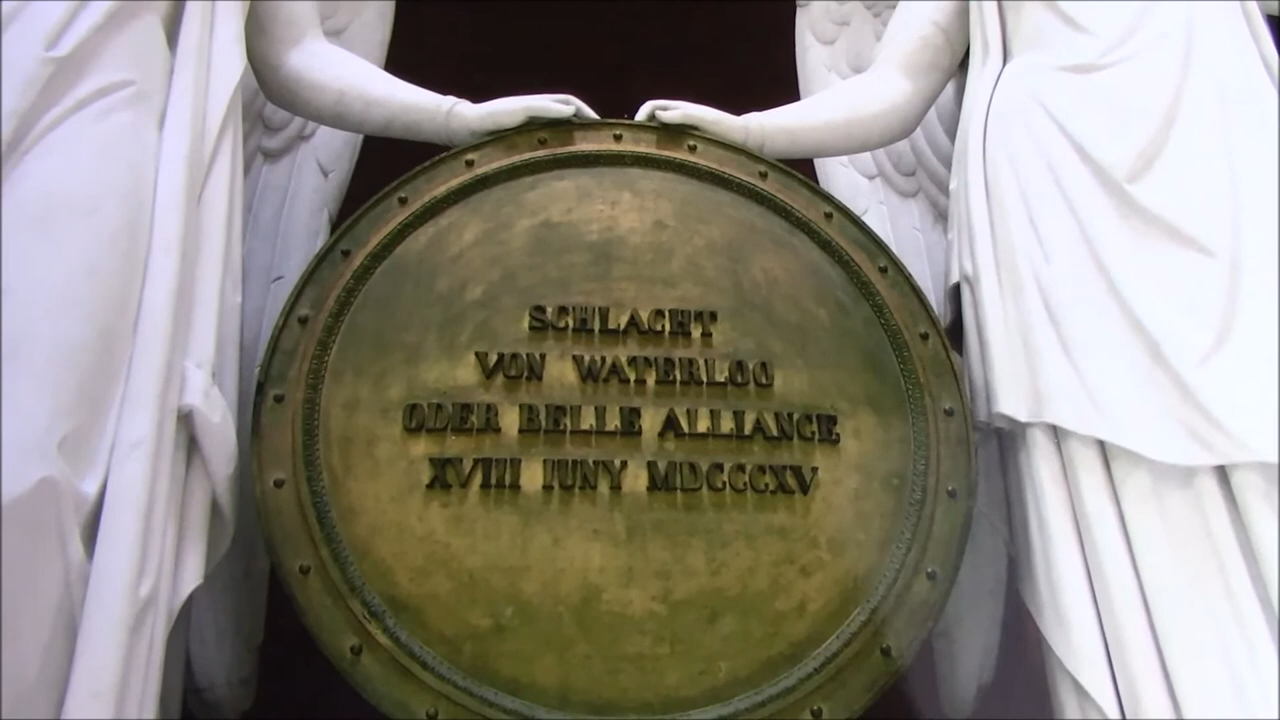 SCHLACHT
VON WATERLOO
ODER BELLE ALLIANCE
XVIII IUNY MDCCCXV